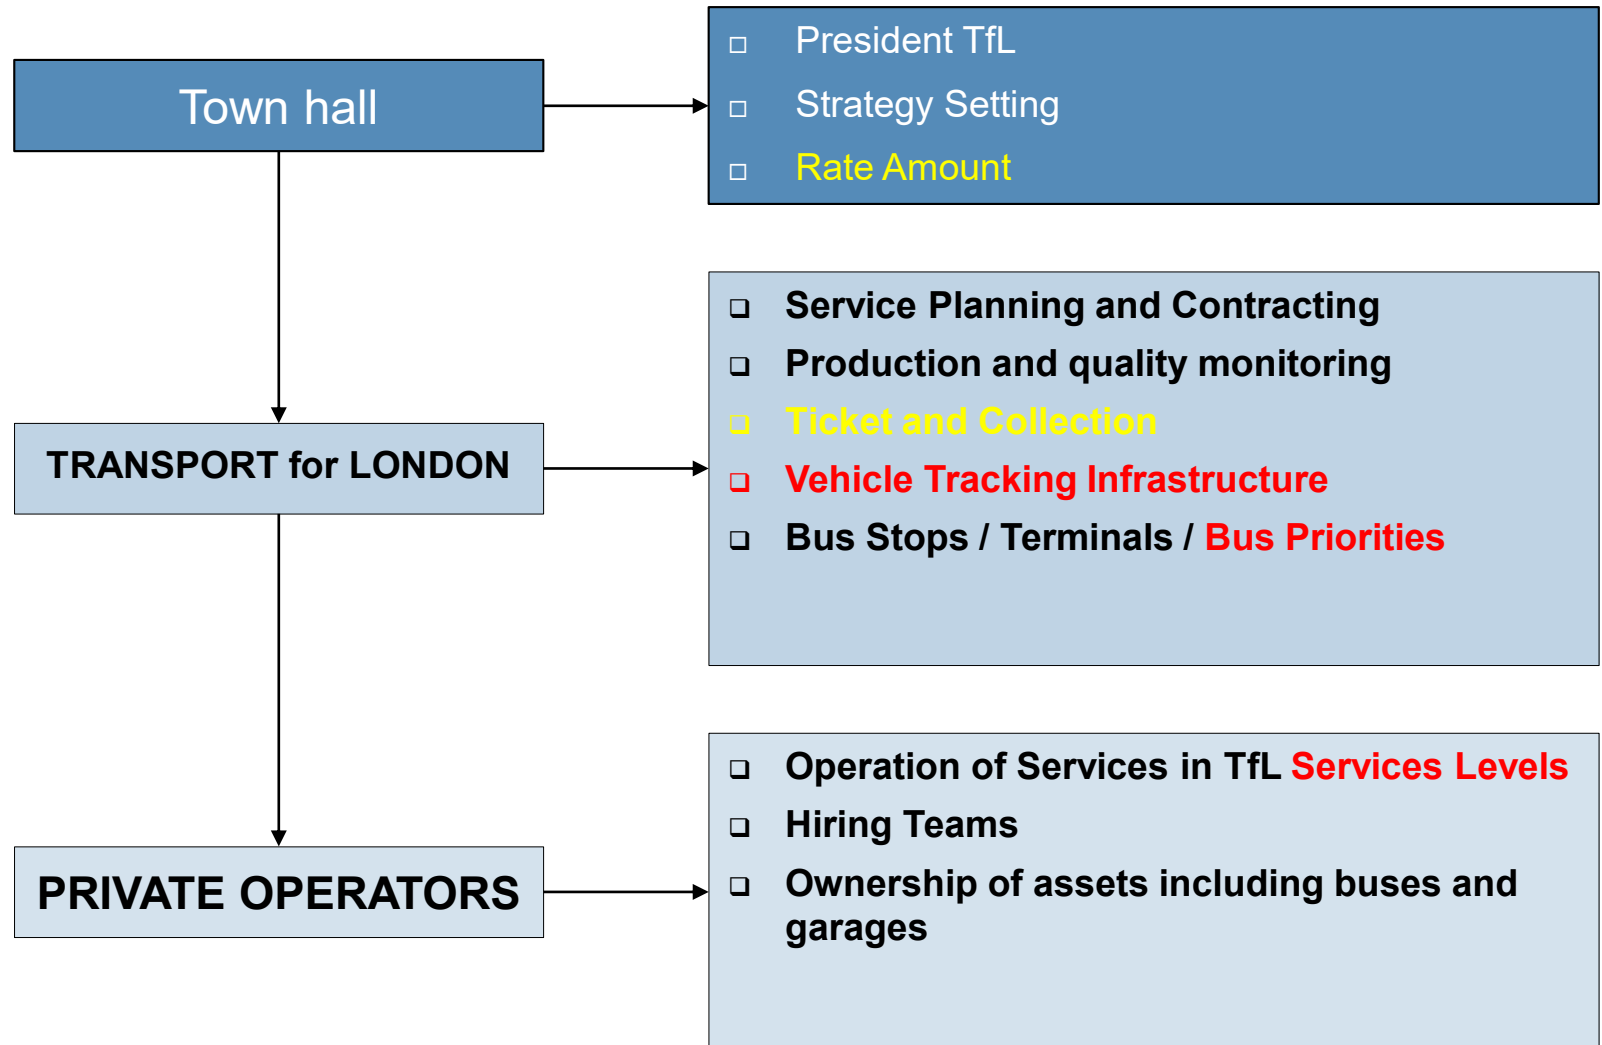 Town hall
President TfL
Strategy Setting
Rate Amount
TRANSPORT for LONDON
Service Planning and Contracting
Production and quality monitoring
Ticket and Collection
Vehicle Tracking Infrastructure
Bus Stops / Terminals / Bus Priorities
PRIVATE OPERATORS
Operation of Services in TfL Services Levels
Hiring Teams
Ownership of assets including buses and
garages